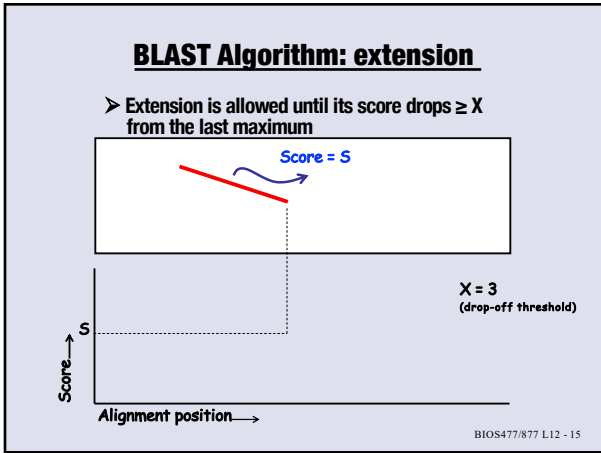 BLAST Algorithm: extension
➢ Extension is allowed until its score drops ≥ X
from the last maximum
Score = S
X = 3
(drop-off threshold)
S
Score
Alignment position
BIOS477/877 L12 - 15